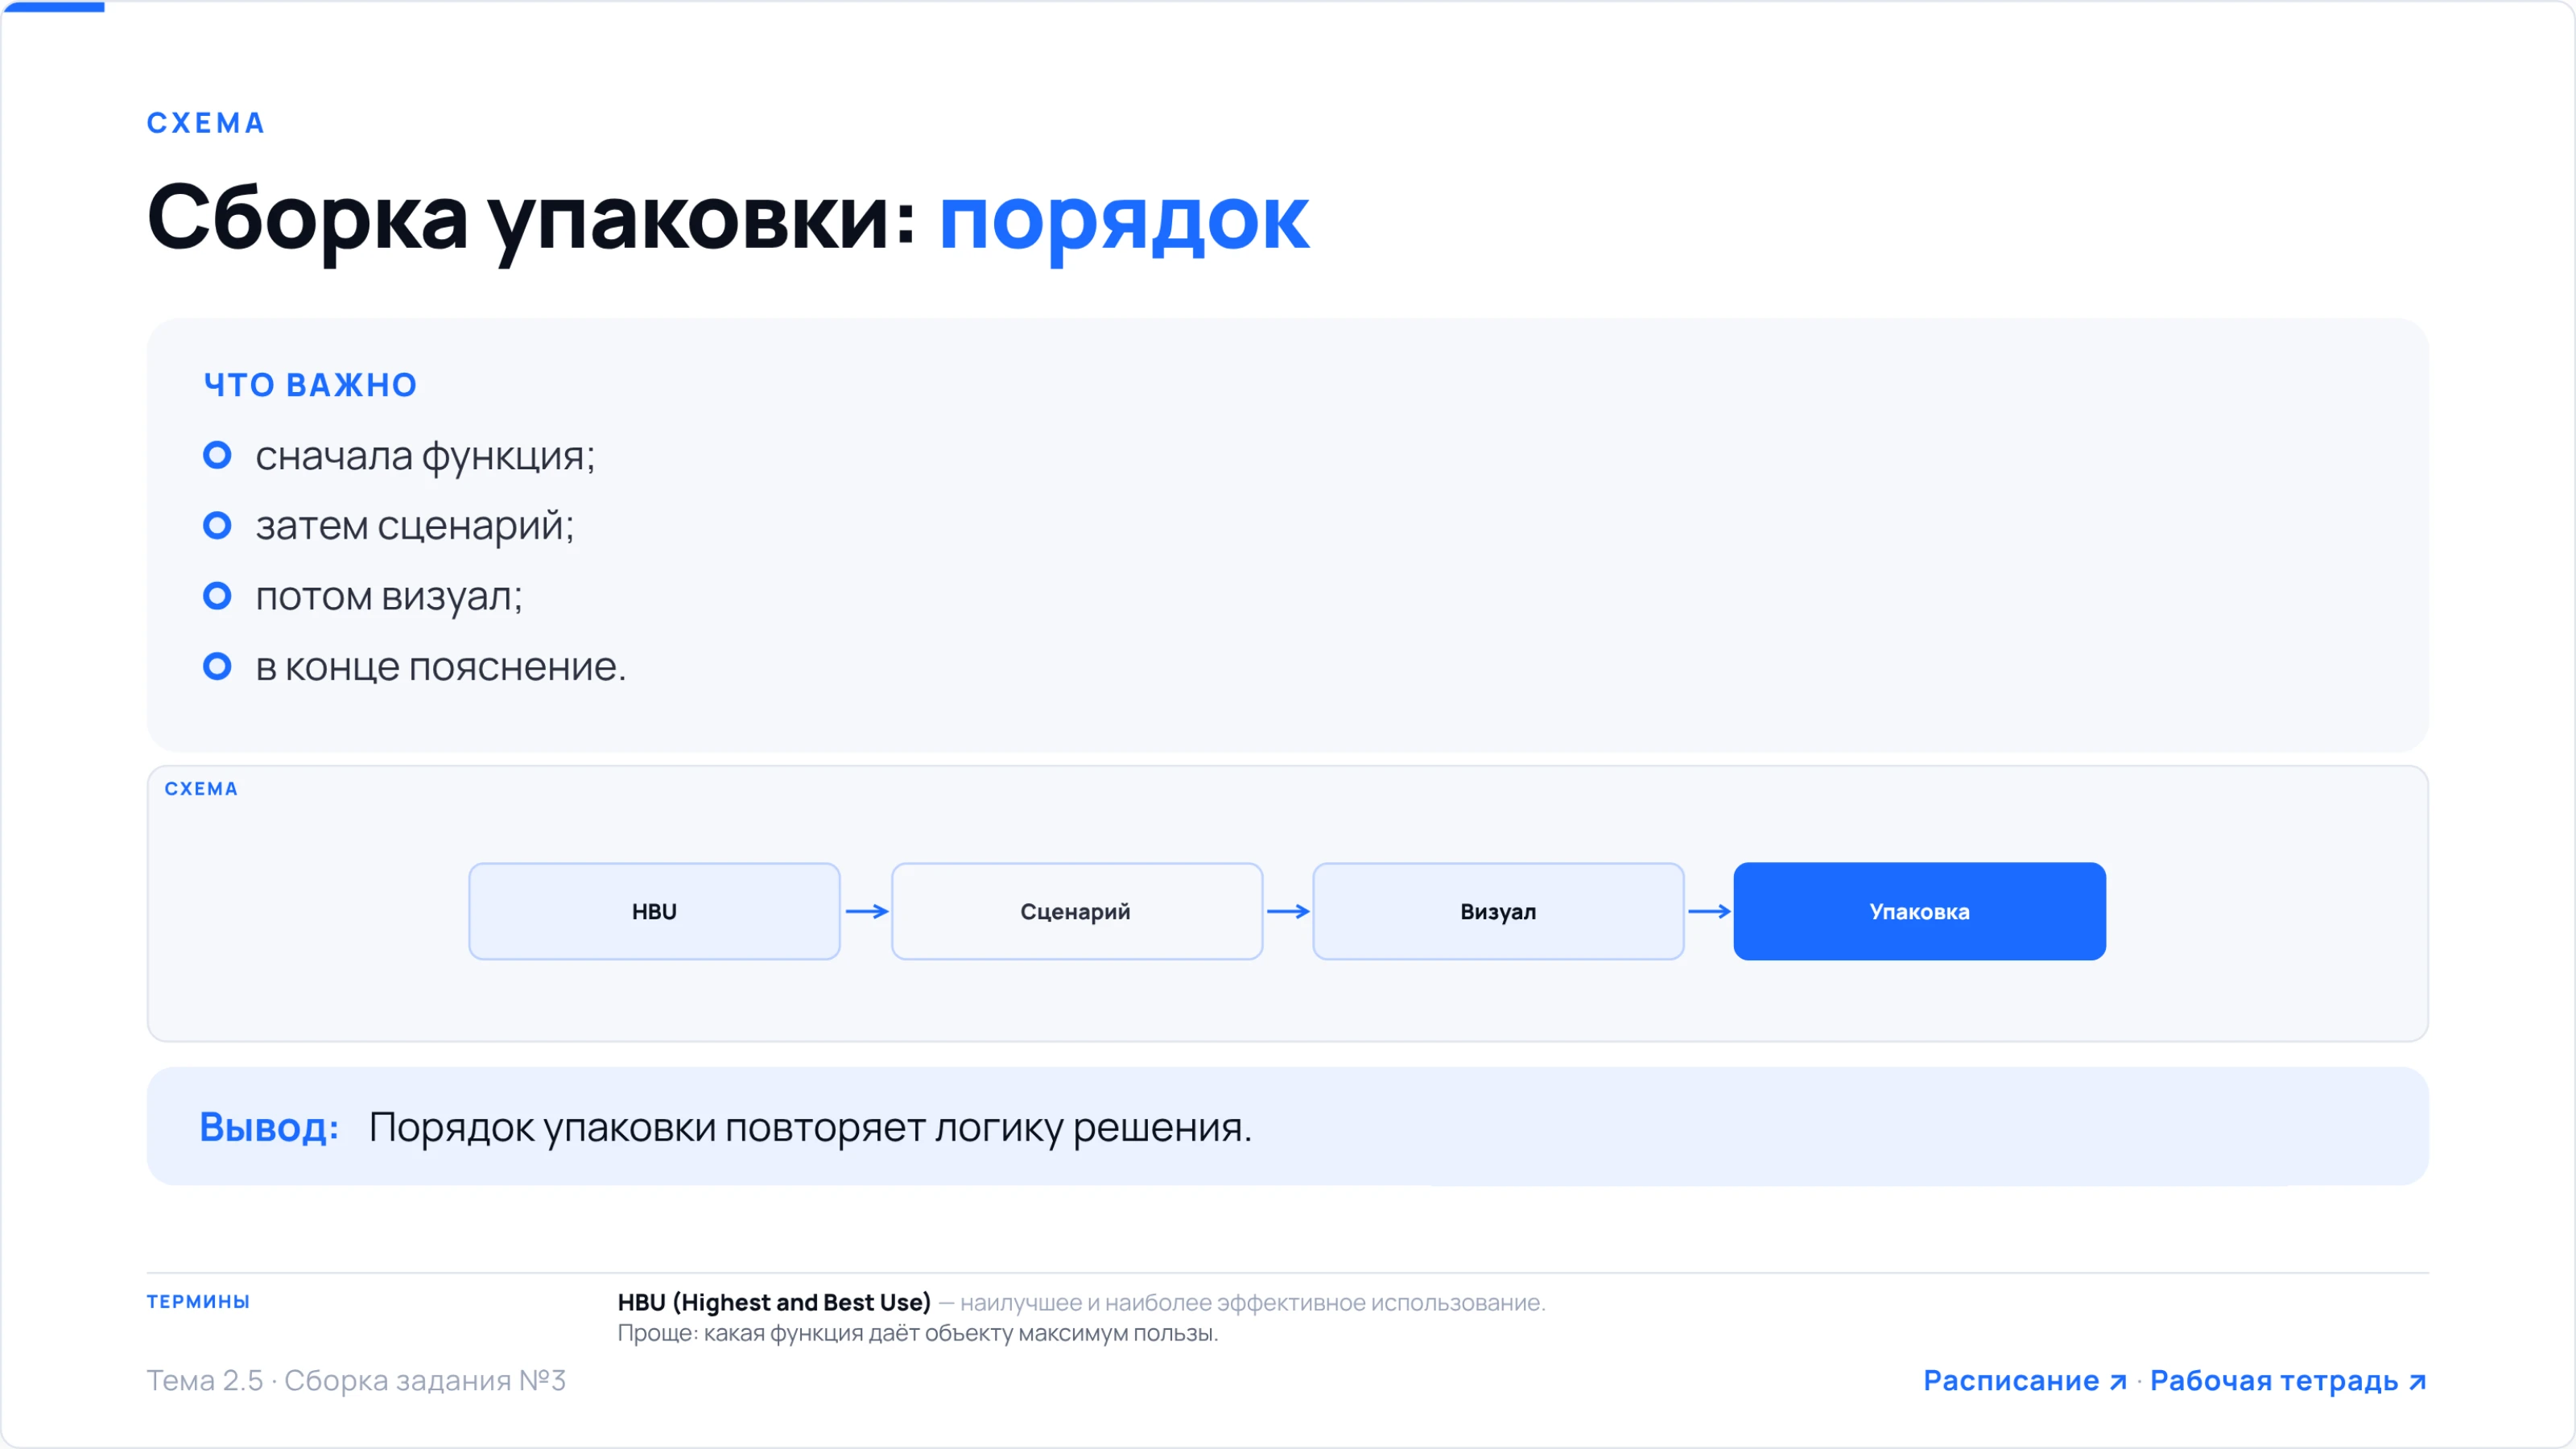 СХЕМА
Сборка упаковки: порядок
ЧТО ВАЖНО
сначала функция;
затем сценарий;
потом визуал;
в конце пояснение.
СХЕМА
HBU → Сценарий → Визуал → Упаковка
Вывод: Порядок упаковки повторяет логику решения.
ТЕРМИНЫ
HBU (Highest and Best Use) — наилучшее и наиболее эффективное использование.
Проще: какая функция даёт объекту максимум пользы.
Тема 2.5 · Сборка задания №3
Расписание ↗ · Рабочая тетрадь ↗